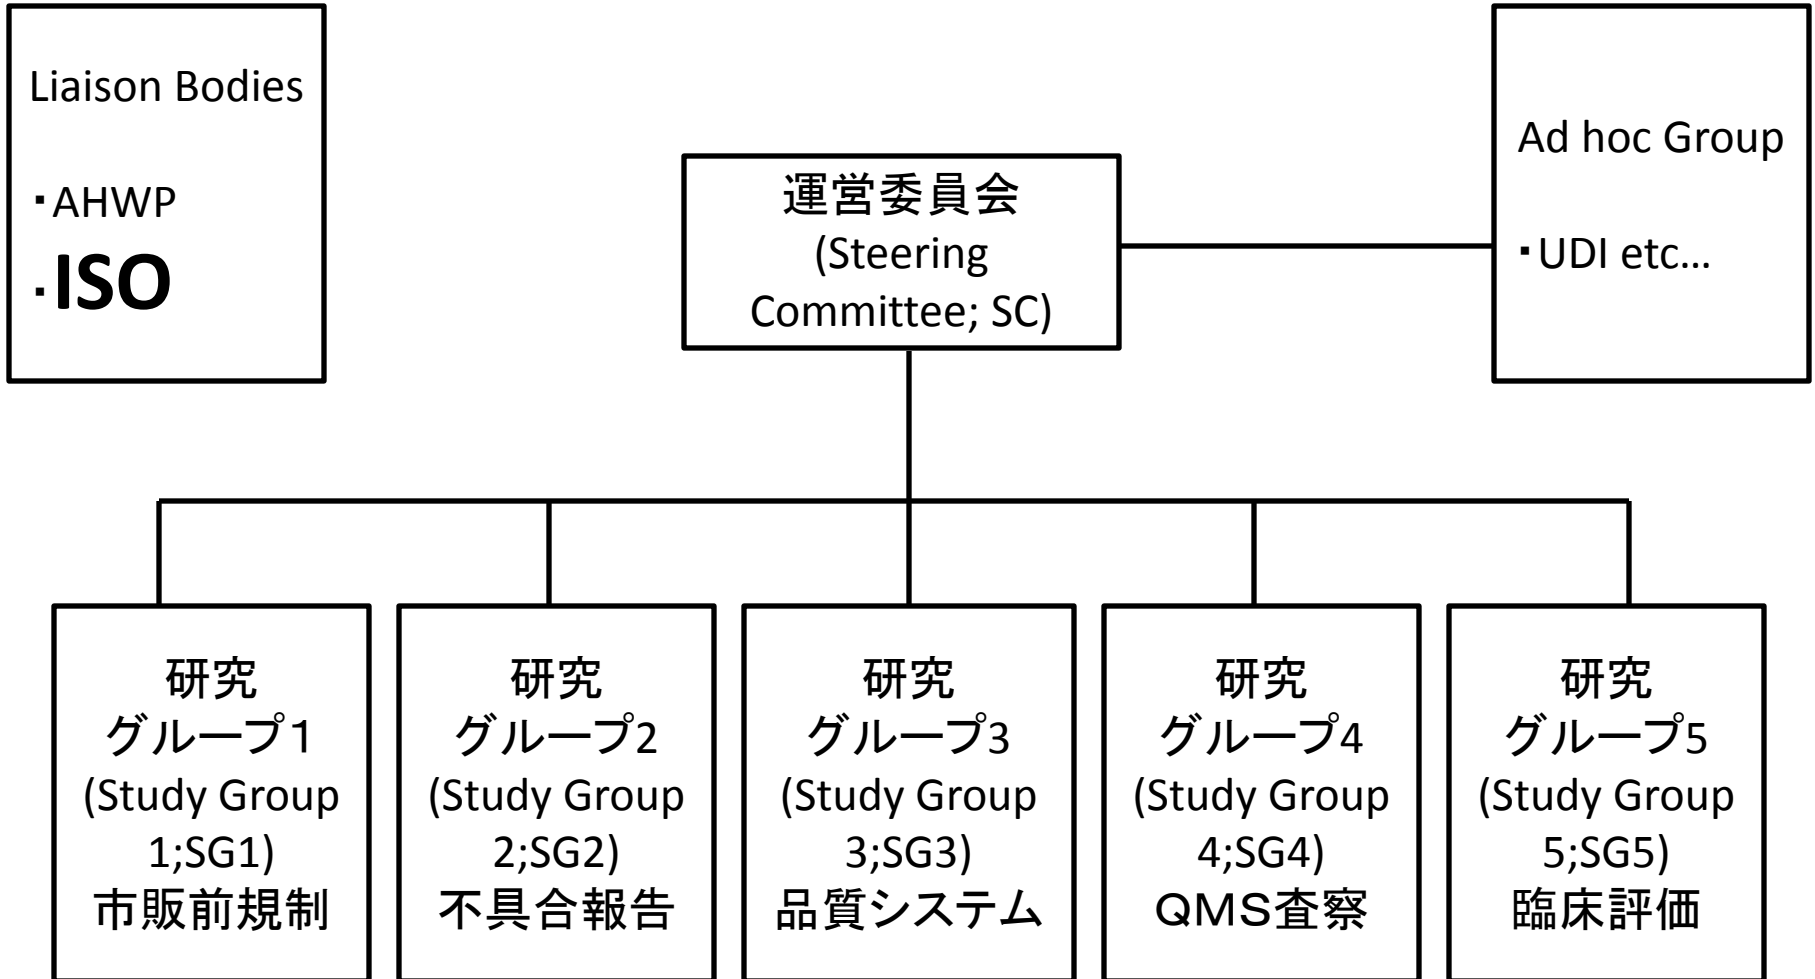 Liaison Bodies
・AHWP
・ISO
運営委員会
(Steering
Committee; SC)
Ad hoc Group
・UDI etc…
研究
グループ１
(Study Group
1;SG1)
市販前規制
研究
グループ2
(Study Group
2;SG2)
不具合報告
研究
グループ3
(Study Group
3;SG3)
品質システム
研究
グループ4
(Study Group
4;SG4)
ＱＭＳ査察
研究
グループ5
(Study Group
5;SG5)
臨床評価